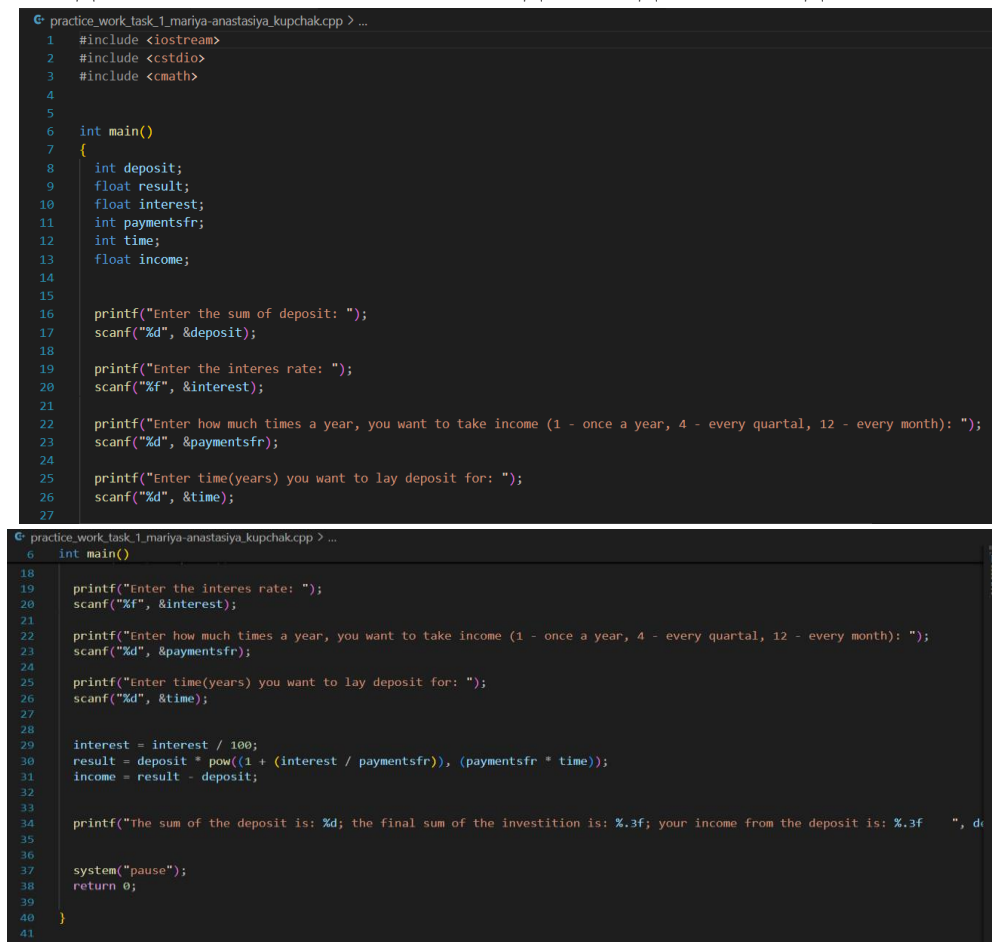 practice_work_task_1_mariya-anastasiya_kupchak.cpp > ...
1 #include <iostream>
2 #include <cstdio>
3 #include <cmath>
4
5
6 int main()
7 {
8 int deposit;
9 float result;
10 float interest;
11 int paymentsfr;
12 int time;
13 float income;
14
15
16 printf("Enter the sum of deposit: ");
17 scanf("%d", &deposit);
18
19 printf("Enter the interes rate: ");
20 scanf("%f", &interest);
21
22 printf("Enter how much times a year, you want to take income (1 - once a year, 4 - every quartal, 12 - every month): ");
23 scanf("%d", &paymentsfr);
24
25 printf("Enter time(years) you want to lay deposit for: ");
26 scanf("%d", &time);
27
practice_work_task_1_mariya-anastasiya_kupchak.cpp > ...
6 int main()
18
19 printf("Enter the interes rate: ");
20 scanf("%f", &interest);
21
22 printf("Enter how much times a year, you want to take income (1 - once a year, 4 - every quartal, 12 - every month): ");
23 scanf("%d", &paymentsfr);
24
25 printf("Enter time(years) you want to lay deposit for: ");
26 scanf("%d", &time);
27
28
29 interest = interest / 100;
30 result = deposit * pow((1 + (interest / paymentsfr)), (paymentsfr * time));
31 income = result - deposit;
32
33
34 printf("The sum of the deposit is: %d; the final sum of the investition is: %.3f; your income from the deposit is: %.3f    ",
35
36
37 system("pause");
38 return 0;
39
40 }
41